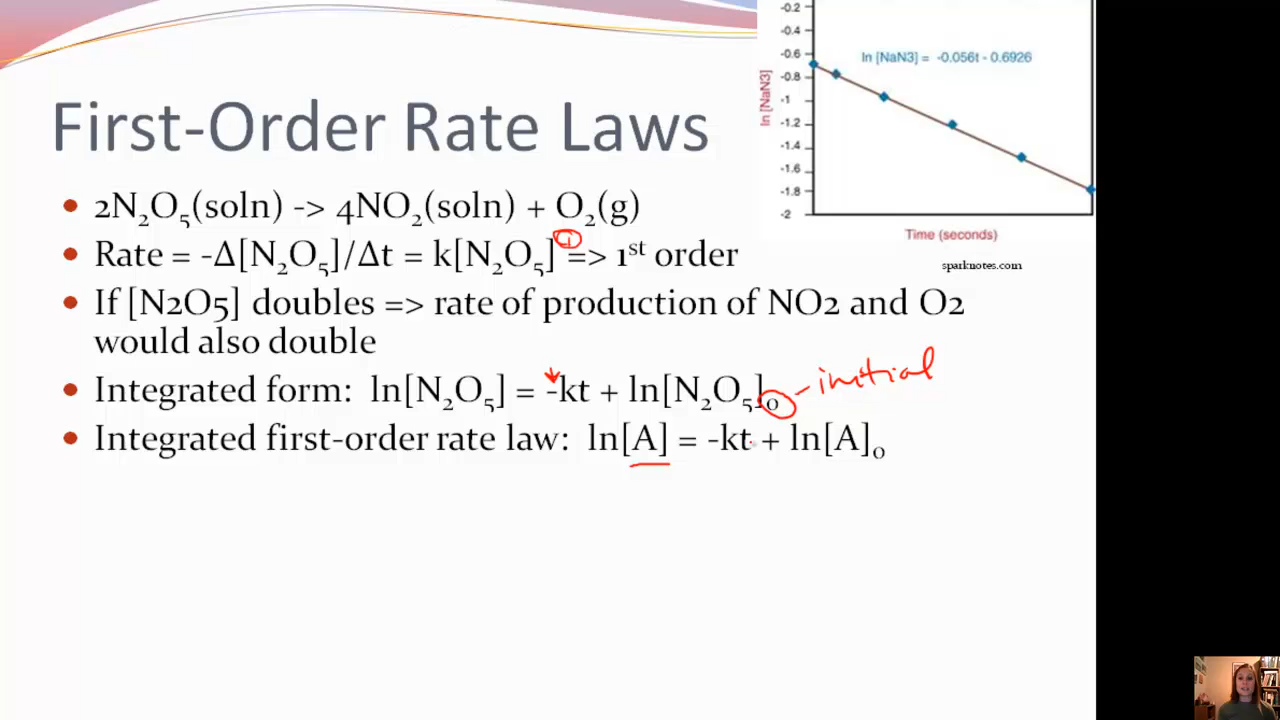 First-Order Rate Laws
• 2N₂O₅(soln) -> 4NO₂(soln) + O₂(g)
1
• Rate = -Δ[N₂O₅]/Δt = k[N₂O₅] => 1st order
• If [N2O5] doubles => rate of production of NO2 and O2
would also double
• Integrated form: ln[N₂O₅] = -kt + ln[N₂O₅]₀ - initial
• Integrated first-order rate law: ln[A] = -kt + ln[A]₀
-0.2
-0.4
-0.6
-0.8
-1
-1.2
-1.4
-1.6
-1.8
-2
ln [NaN3]
ln [NaN3] = -0.056t - 0.6926
Time (seconds)
sparknotes.com